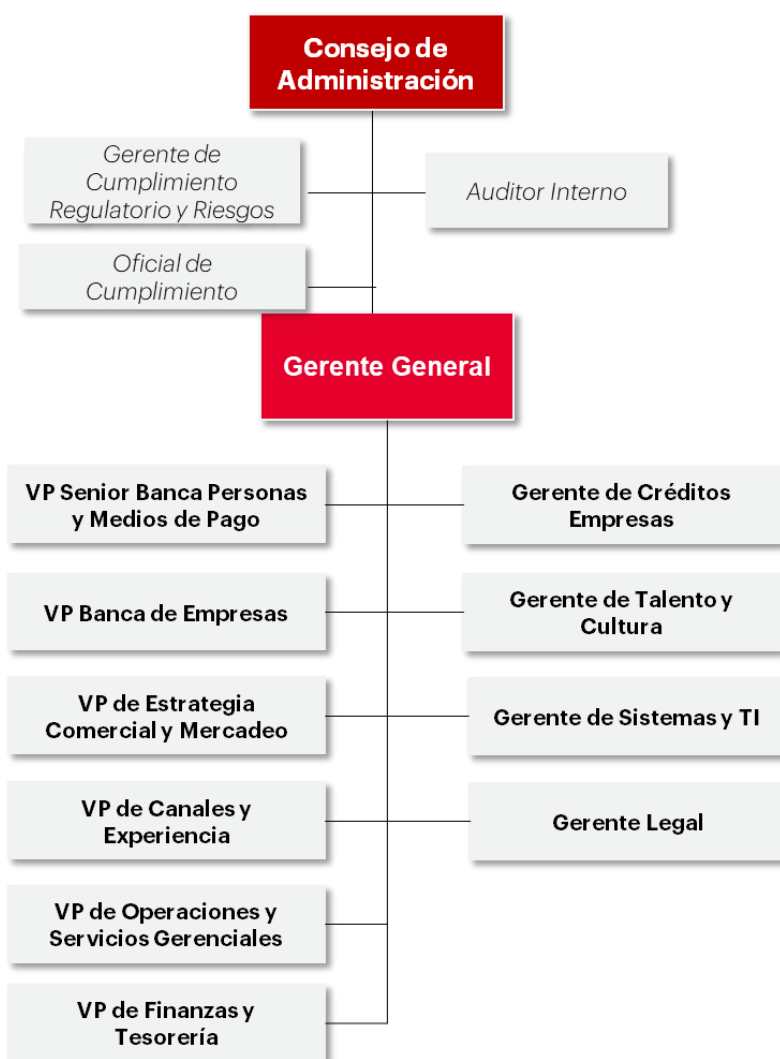 Consejo de
Administración
Gerente de
Cumplimiento
Regulatorio y Riesgos
Auditor Interno
Oficial de
Cumplimiento
Gerente General
VP Senior Banca Personas
y Medios de Pago
Gerente de Créditos
Empresas
VP Banca de Empresas
Gerente de Talento y
Cultura
VP de Estrategia
Comercial y Mercadeo
Gerente de Sistemas y TI
VP de Canales y
Experiencia
Gerente Legal
VP de Operaciones y
Servicios Gerenciales
VP de Finanzas y
Tesorería